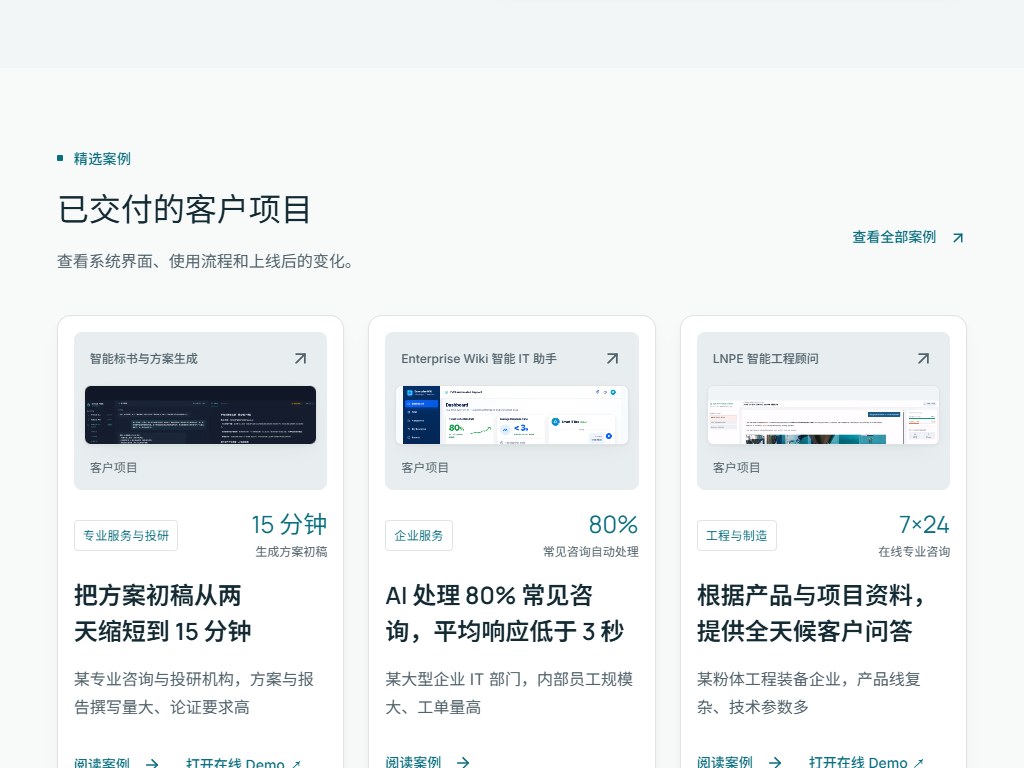 精选案例
已交付的客户项目
查看系统界面、使用流程和上线后的变化。
查看全部案例
智能标书与方案生成
客户项目
专业服务与投研
15 分钟
生成方案初稿
把方案初稿从两
天缩短到 15 分钟
某专业咨询与投研机构，方案与报
告撰写量大、论证要求高
阅读案例
打开在线 Demo ↗
Enterprise Wiki 智能 IT 助手
Dashboard
80%
< 3s
客户项目
企业服务
80%
常见咨询自动处理
AI 处理 80% 常见咨
询，平均响应低于 3 秒
某大型企业 IT 部门，内部员工规模
大、工单量高
阅读案例
LNPE 智能工程顾问
客户项目
工程与制造
7×24
在线专业咨询
根据产品与项目资料，
提供全天候客户问答
某粉体工程装备企业，产品线复
杂、技术参数多
阅读案例
打开在线 Demo ↗